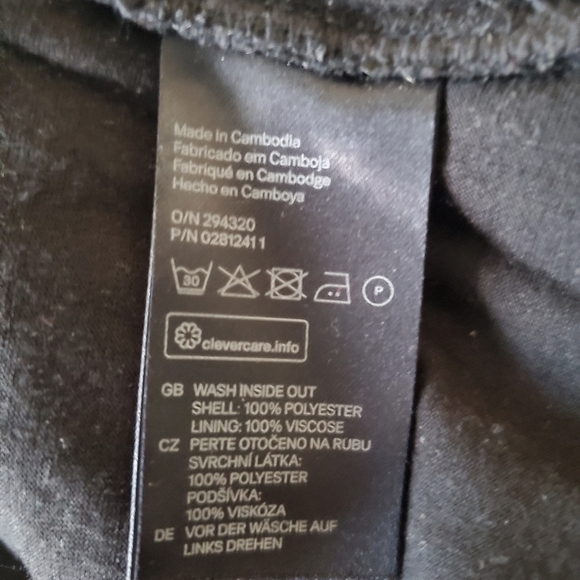 Made in Cambodia
Fabricado em Camboja
Fabriqué en Cambodge
Hecho en Camboya
O/N 294320
P/N 02812411
30 P
clevercare.info
GB WASH INSIDE OUT
SHELL: 100% POLYESTER
LINING: 100% VISCOSE
CZ PERTE OTOČENO NA RUBU
SVRCHNÍ LÁTKA:
100% POLYESTER
PODŠÍVKA:
100% VISKÓZA
DE VOR DER WÄSCHE AUF
LINKS DREHEN